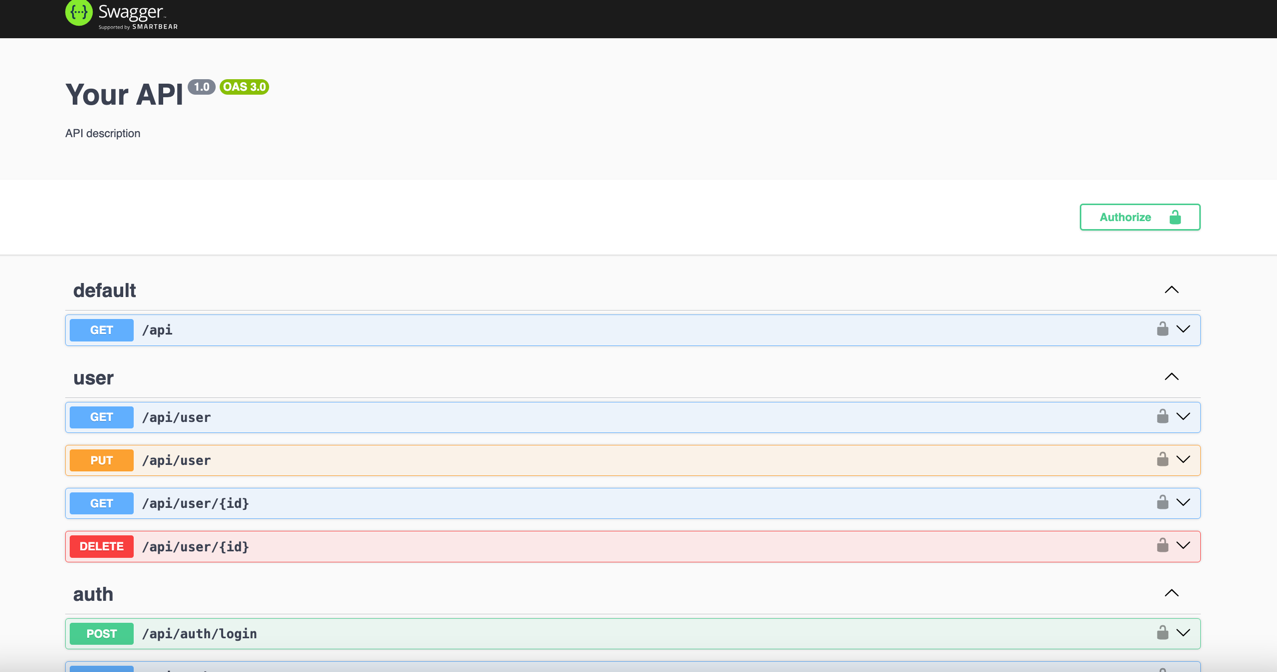 Swagger
Supported by SMARTBEAR
Your API 1.0 OAS 3.0
API description
Authorize
default
GET /api
user
GET /api/user
PUT /api/user
GET /api/user/{id}
DELETE /api/user/{id}
auth
POST /api/auth/login